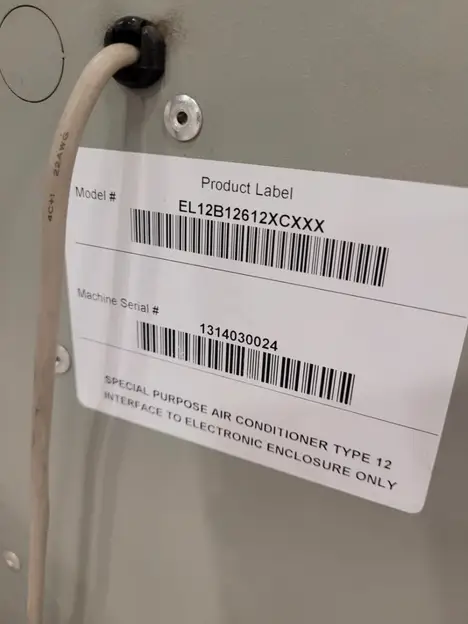 4C+1 22AWG
Product Label
Model #
EL12B12612XCXXX
Machine Serial #
1314030024
SPECIAL PURPOSE AIR CONDITIONER TYPE 12
INTERFACE TO ELECTRONIC ENCLOSURE ONLY